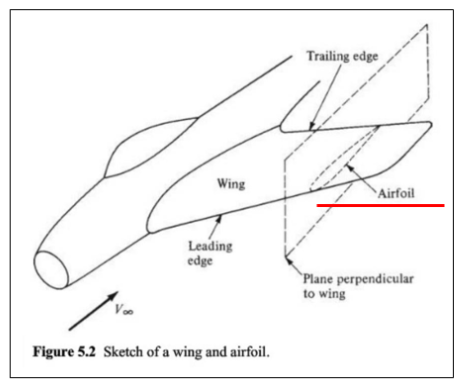 Trailing edge
Wing
Airfoil
Leading
edge
Plane perpendicular
to wing
V∞
Figure 5.2 Sketch of a wing and airfoil.